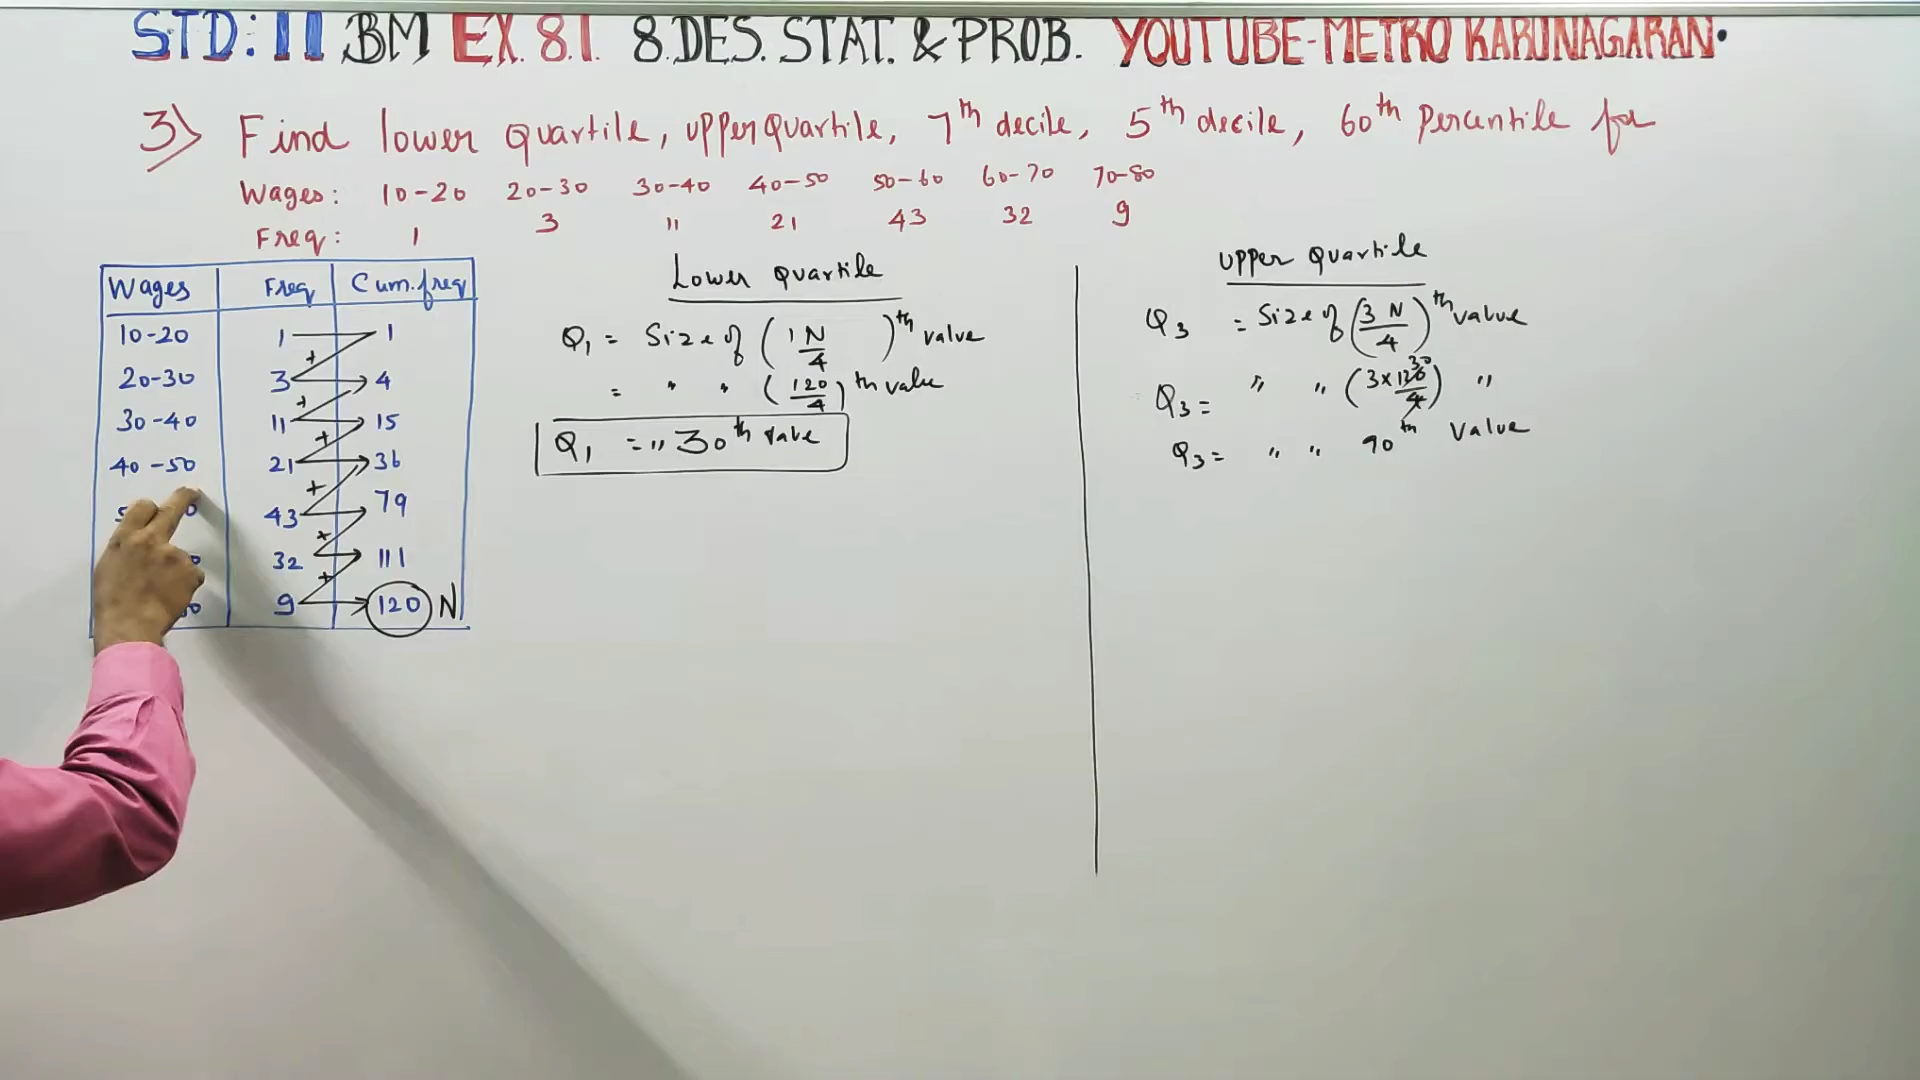 STD: 11 BM EX. 8.1. 8.DES. STAT. & PROB. YOUTUBE-METRO KARUNAGARAN.
3) Find lower quartile, upper quartile, 7th decile, 5th decile, 60th Percentile for
Wages: 10-20 20-30 30-40 40-50 50-60 60-70 70-80
Freq: 1 3 11 21 43 32 9
Wages Freq Cum.freq
10-20 1 1
20-30 3 4
30-40 11 15
40-50 21 36
43 79
32 111
9 120 N
Lower Quartile
Q1 = Size of (1N/4)th value
= " " (120/4)th value
Q1 = " 30th value
Upper Quartile
Q3 = Size of (3N/4)th value
Q3 = " " (3×120/4) " 30
Q3 = " " 90th value